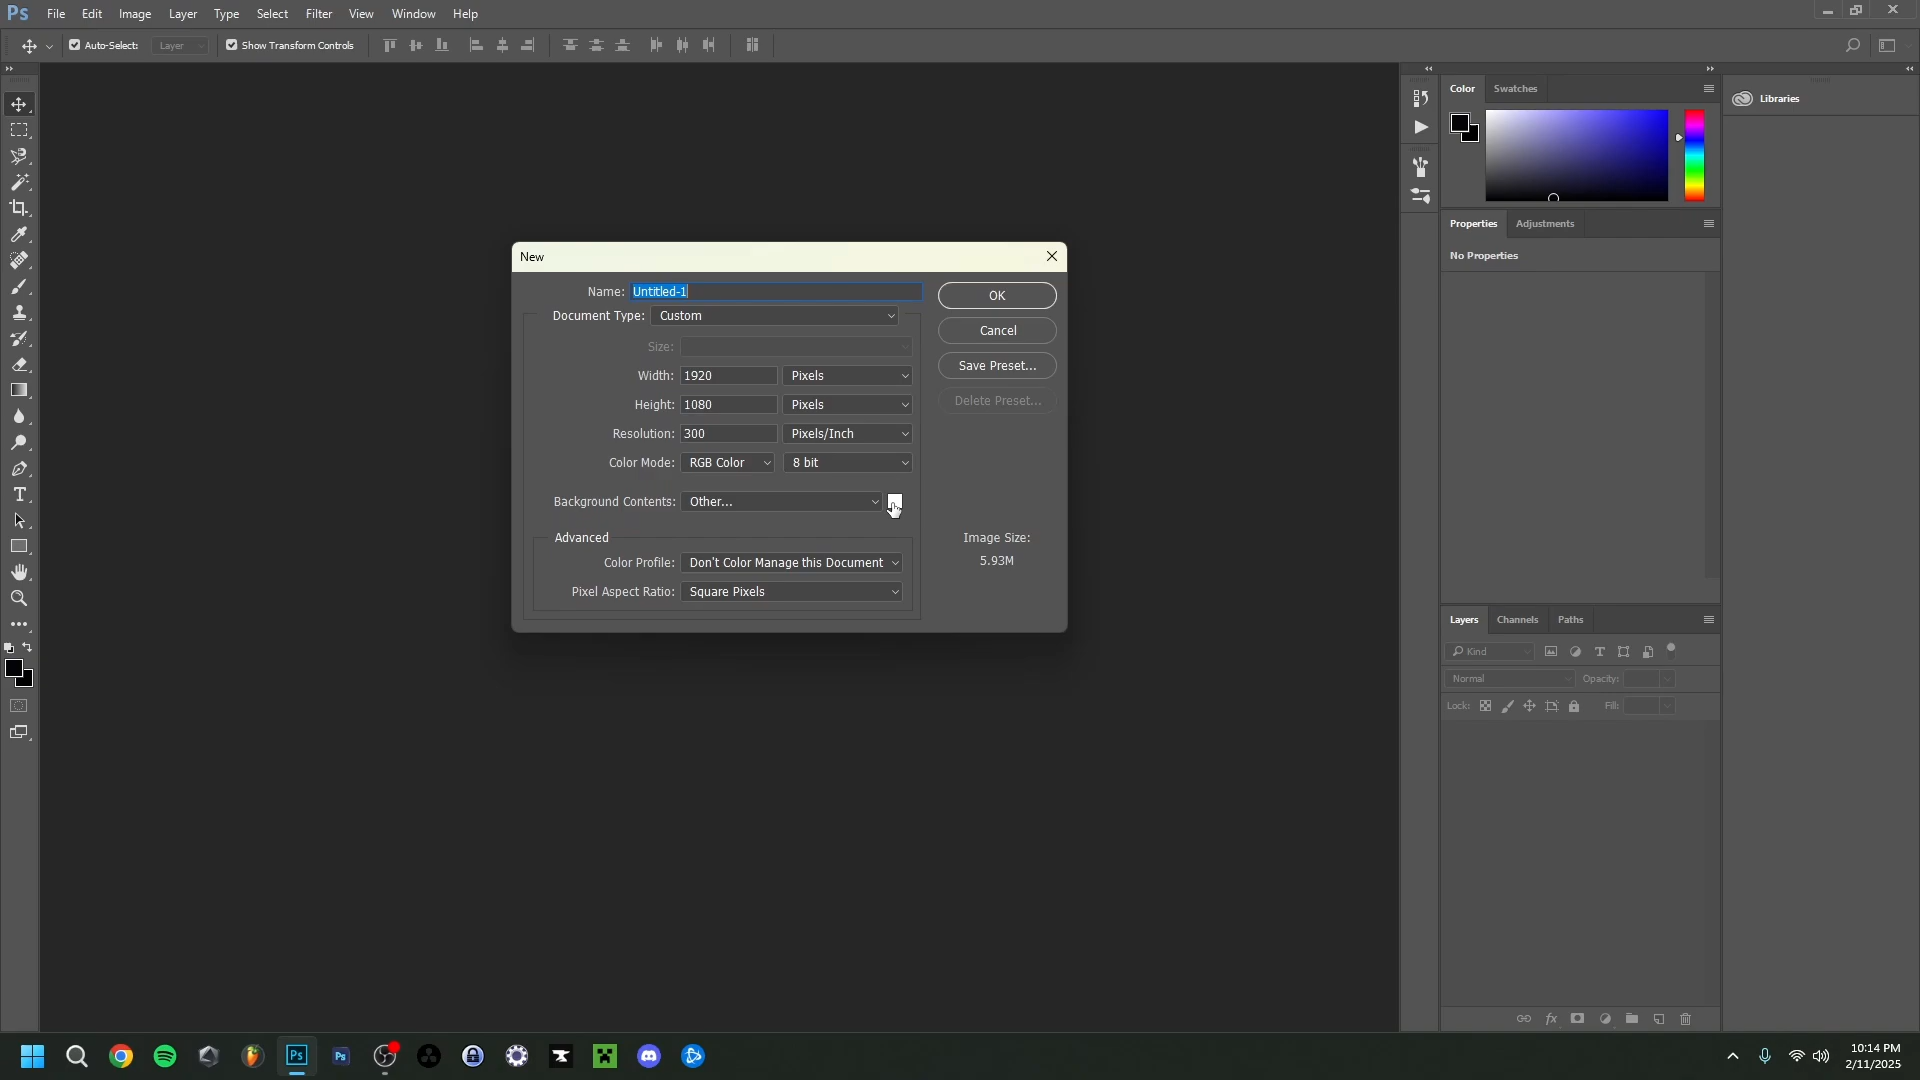 Ps File Edit Image Layer Type Select Filter View Window Help
Auto-Select: Layer Show Transform Controls
Color Swatches
Libraries
Properties Adjustments
No Properties
New
Name: Untitled-1
OK
Document Type: Custom
Cancel
Size:
Save Preset...
Width: 1920 Pixels
Height: 1080 Pixels
Delete Preset...
Resolution: 300 Pixels/Inch
Color Mode: RGB Color 8 bit
Background Contents: Other...
Advanced
Image Size:
5.93M
Color Profile: Don't Color Manage this Document
Pixel Aspect Ratio: Square Pixels
T
Layers Channels Paths
Kind
T
Normal Opacity:
Lock: Fill:
fx
Ps Ps
10:14 PM
2/11/2025